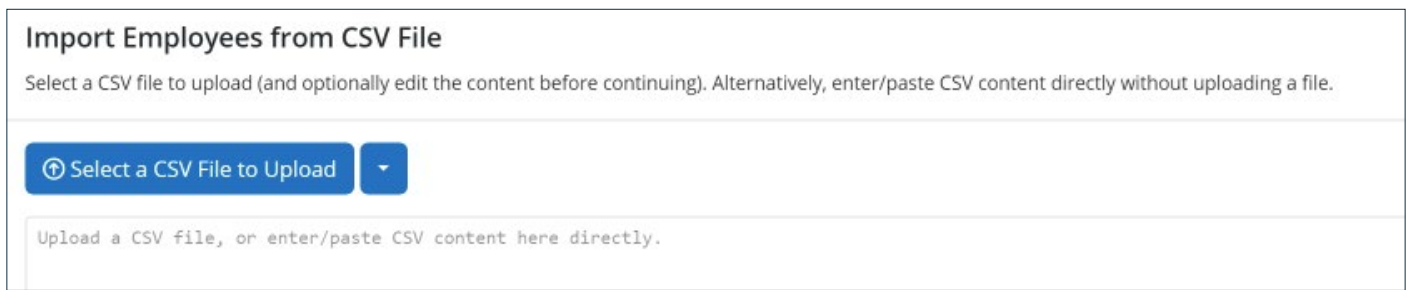 Import Employees from CSV File
Select a CSV file to upload (and optionally edit the content before continuing). Alternatively, enter/paste CSV content directly without uploading a file.
Select a CSV File to Upload
Upload a CSV file, or enter/paste CSV content here directly.